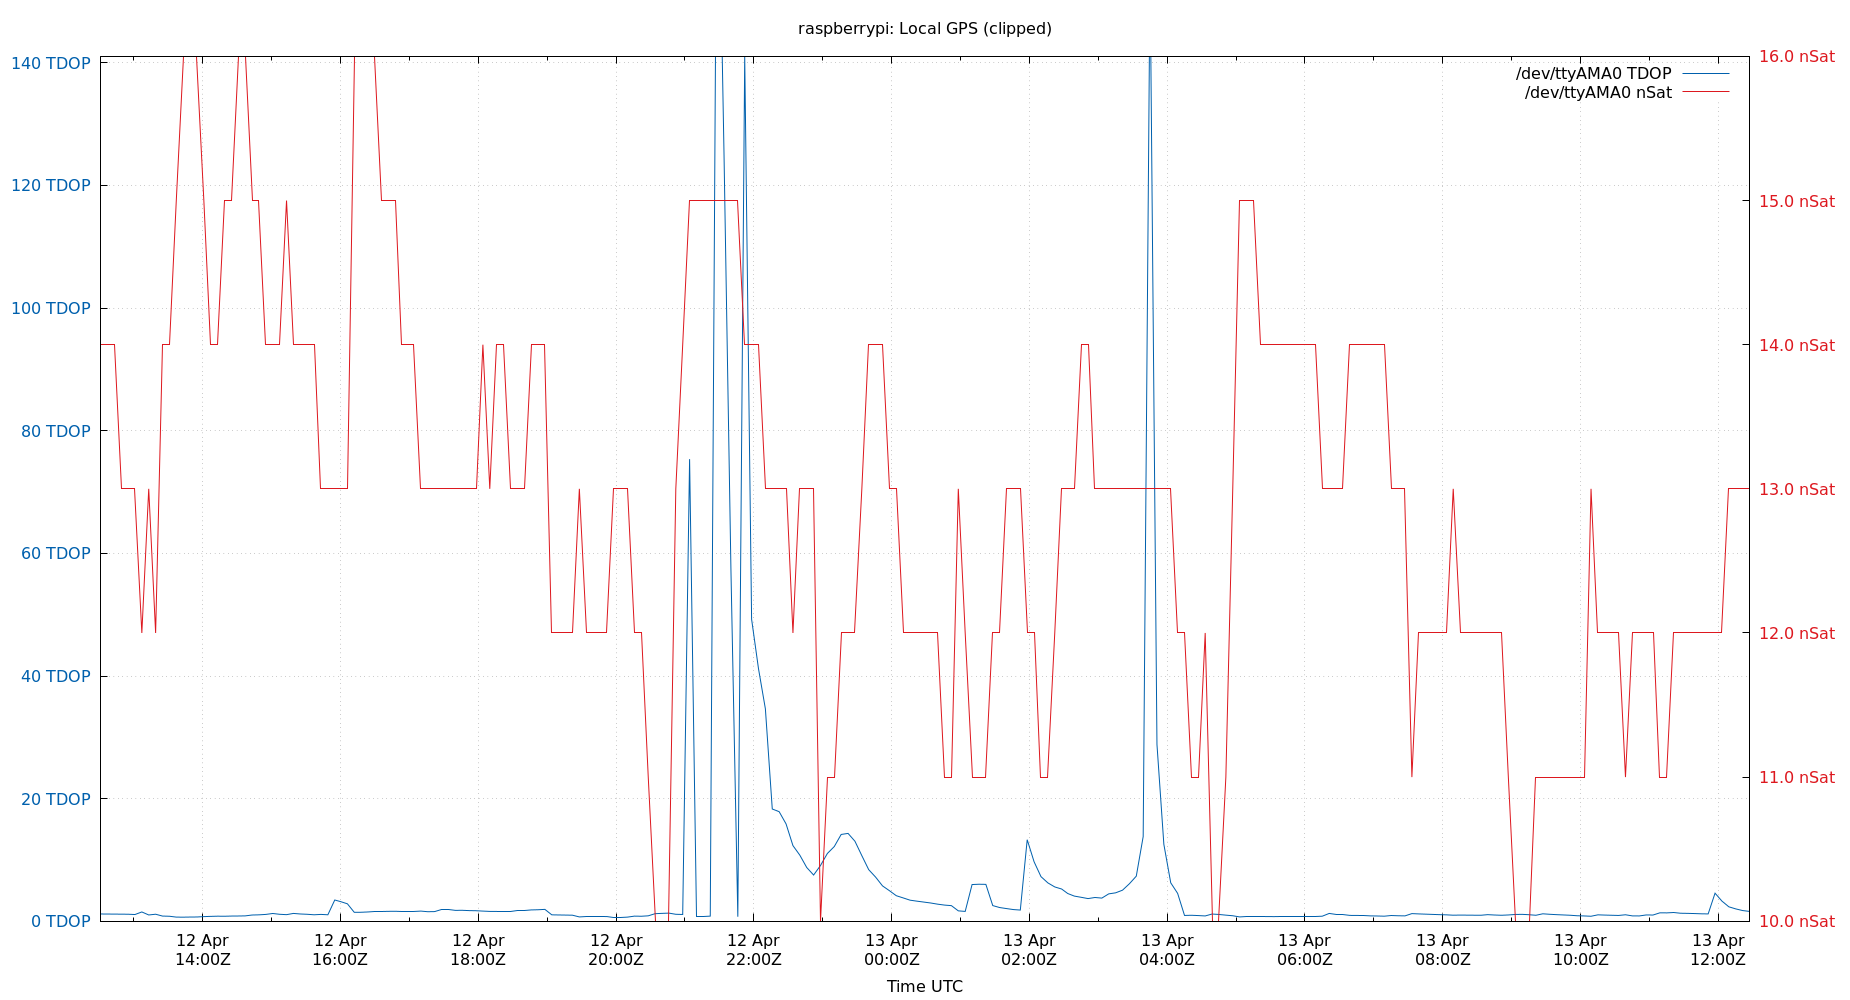 raspberrypi: Local GPS (clipped)
140 TDOP
120 TDOP
100 TDOP
80 TDOP
60 TDOP
40 TDOP
20 TDOP
0 TDOP
16.0 nSat
15.0 nSat
14.0 nSat
13.0 nSat
12.0 nSat
11.0 nSat
10.0 nSat
/dev/ttyAMA0 TDOP
/dev/ttyAMA0 nSat
12 Apr
14:00Z
12 Apr
16:00Z
12 Apr
18:00Z
12 Apr
20:00Z
12 Apr
22:00Z
13 Apr
00:00Z
13 Apr
02:00Z
13 Apr
04:00Z
13 Apr
06:00Z
13 Apr
08:00Z
13 Apr
10:00Z
13 Apr
12:00Z
Time UTC